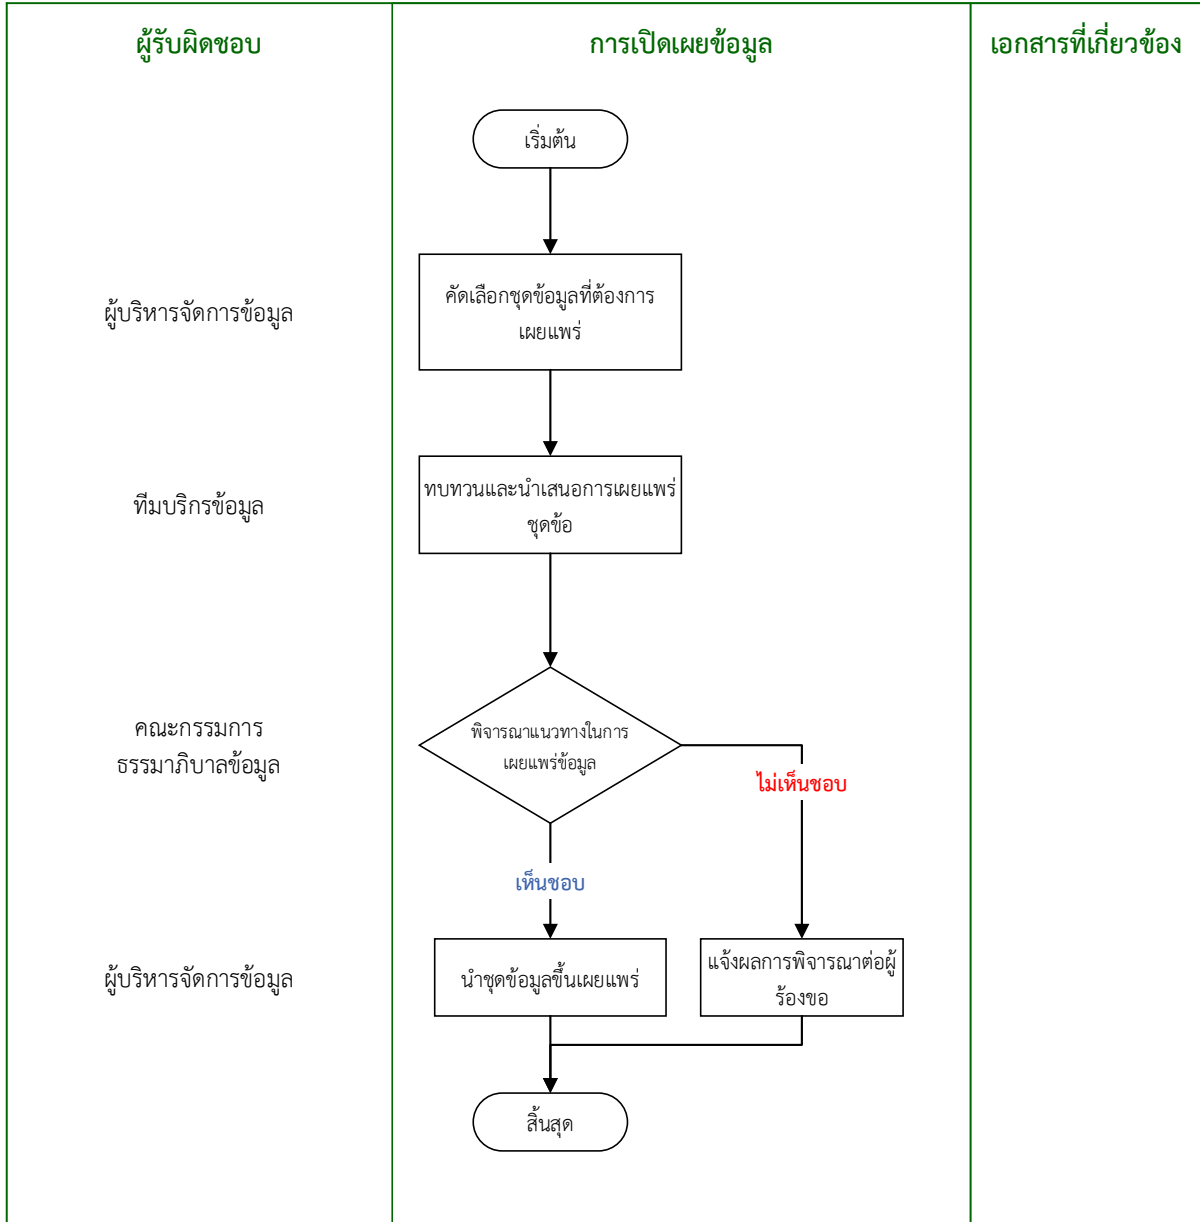 ผู้รับผิดชอบ
การเปิดเผยข้อมูล
เอกสารที่เกี่ยวข้อง
เริ่มต้น
ผู้บริหารจัดการข้อมูล
คัดเลือกชุดข้อมูลที่ต้องการ
เผยแพร่
ทีมบริกรข้อมูล
ทบทวนและนำเสนอการเผยแพร่
ชุดข้อ
คณะกรรมการ
ธรรมาภิบาลข้อมูล
พิจารณาแนวทางในการ
เผยแพร่ข้อมูล
ไม่เห็นชอบ
เห็นชอบ
ผู้บริหารจัดการข้อมูล
นำชุดข้อมูลขึ้นเผยแพร่
แจ้งผลการพิจารณาต่อผู้
ร้องขอ
สิ้นสุด